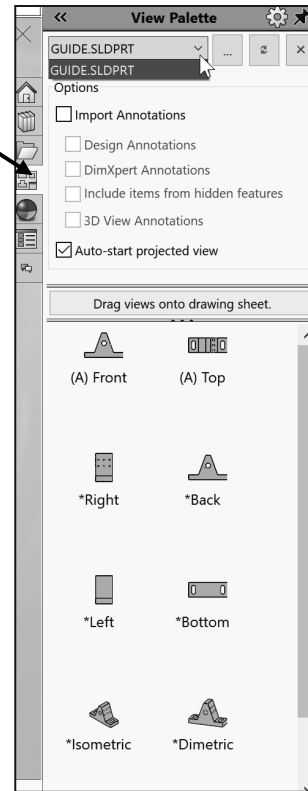 View Palette
GUIDE.SLDPRT
...
GUIDE.SLDPRT
Options
Import Annotations
Design Annotations
DimXpert Annotations
Include items from hidden features
3D View Annotations
Auto-start projected view
Drag views onto drawing sheet.
(A) Front (A) Top
*Right *Back
*Left *Bottom
*Isometric *Dimetric